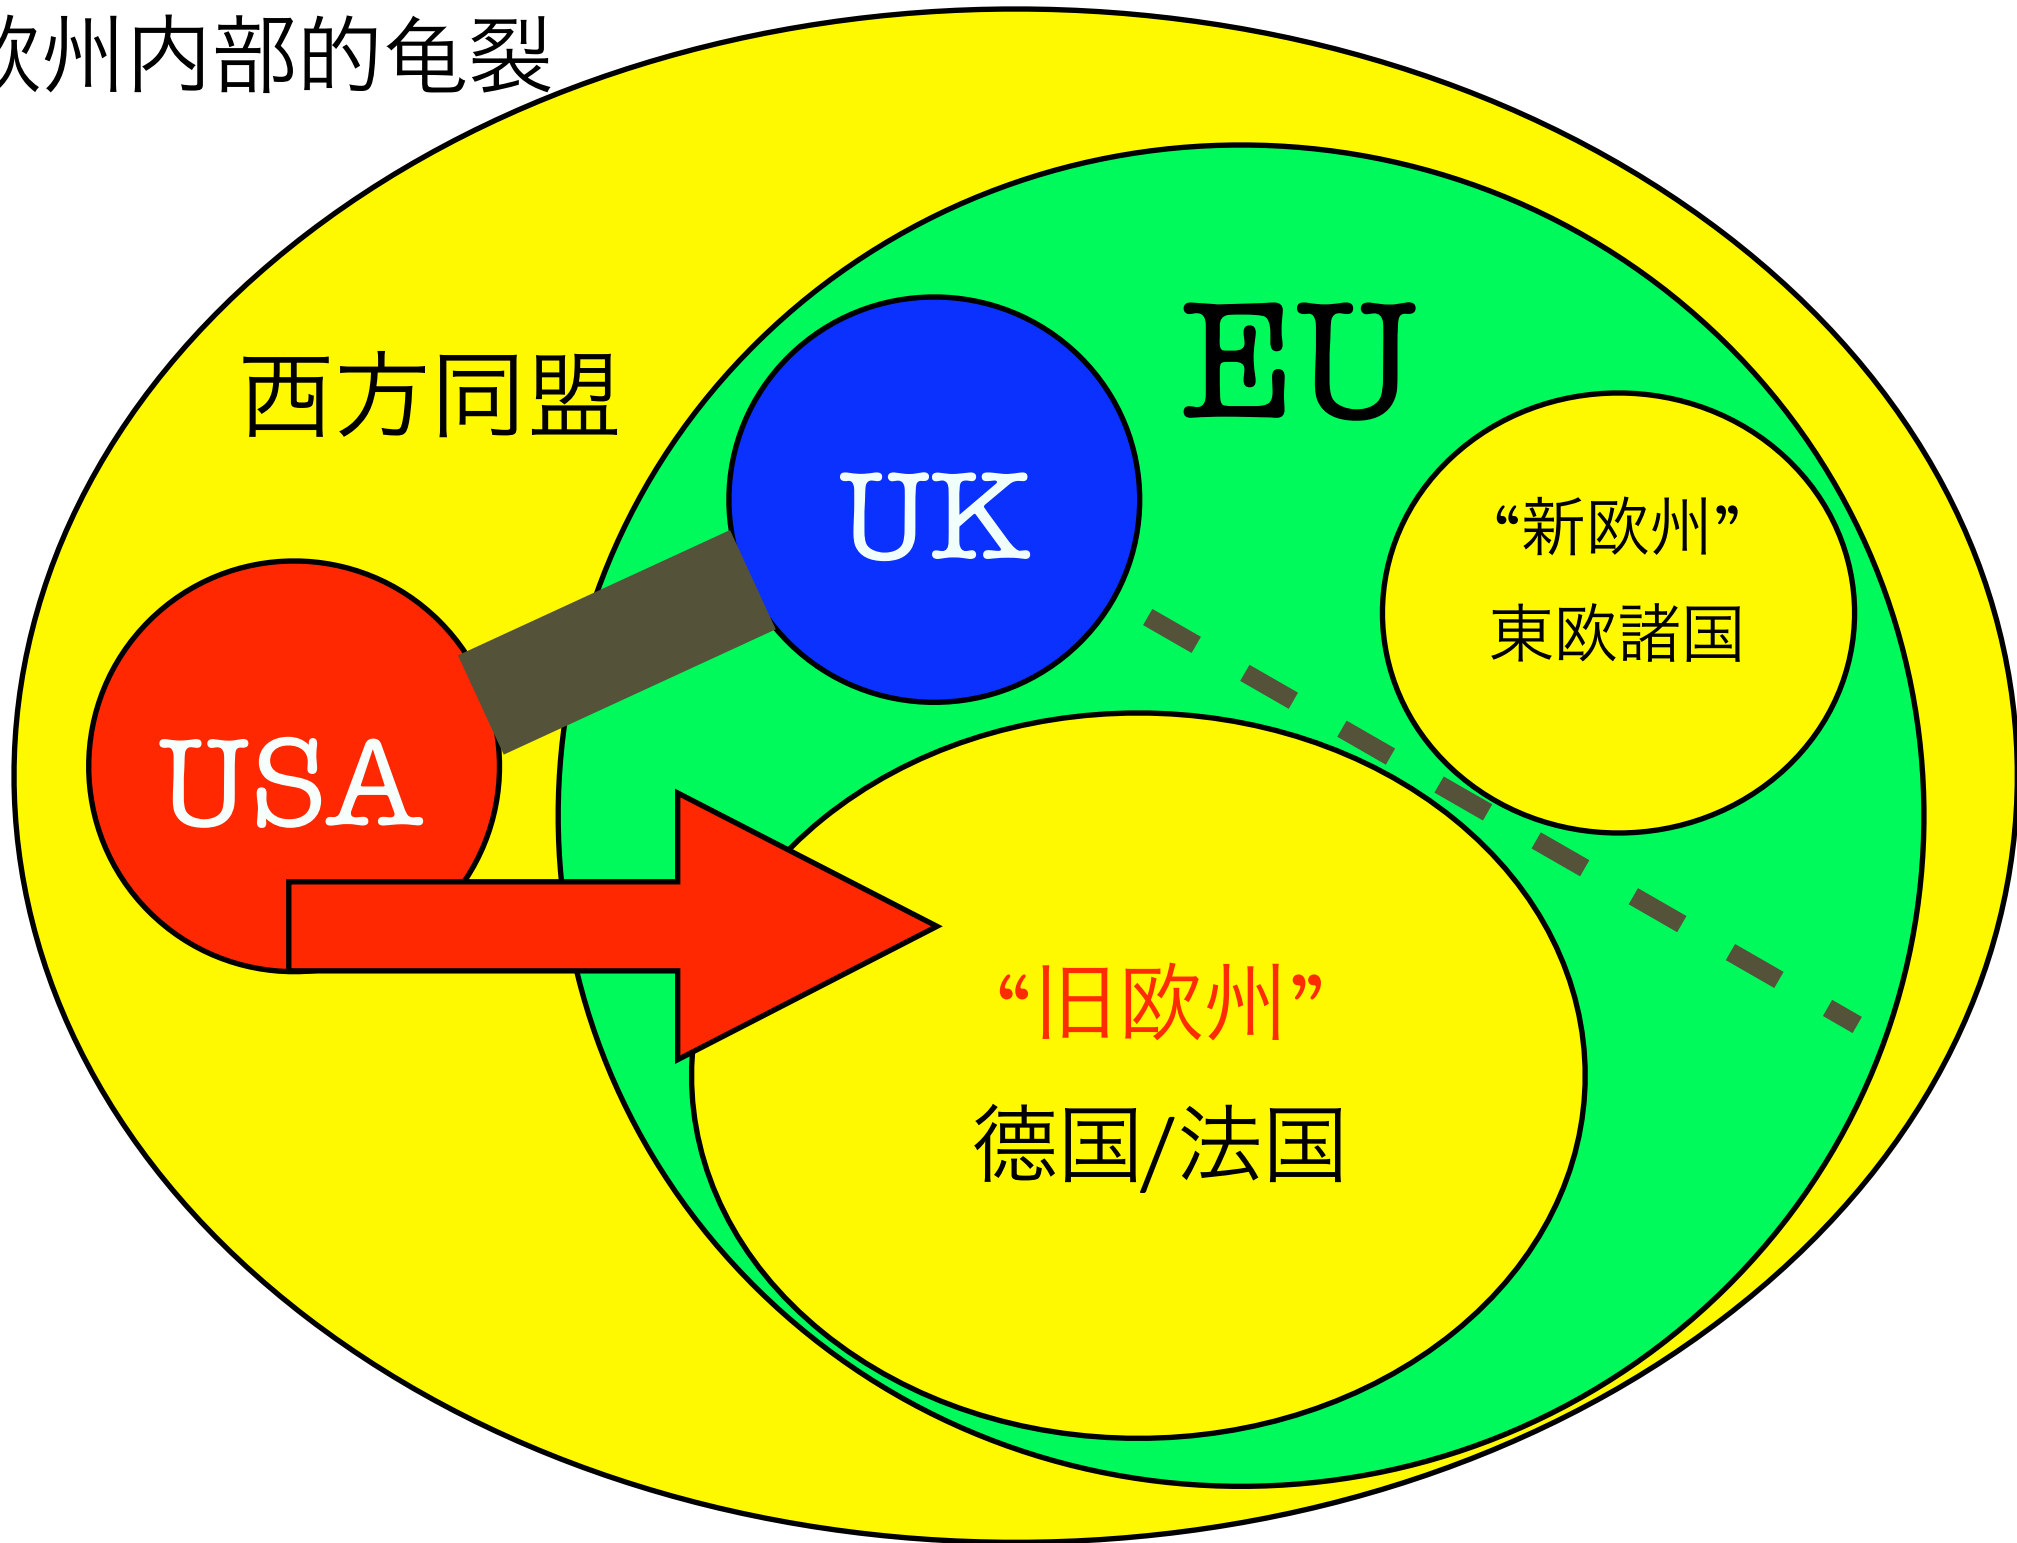 欧州内部的龟裂
EU
西方同盟
UK
“新欧州”
東欧諸国
USA
“旧欧州”
德国/法国